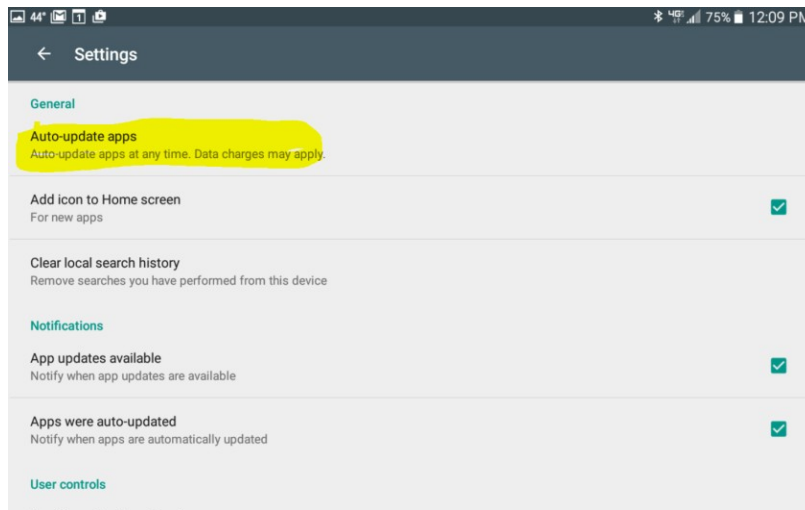 44° 1 4G LTE 75% 12:09 PM
Settings
General
Auto-update apps
Auto-update apps at any time. Data charges may apply.
Add icon to Home screen
For new apps
Clear local search history
Remove searches you have performed from this device
Notifications
App updates available
Notify when app updates are available
Apps were auto-updated
Notify when apps are automatically updated
User controls